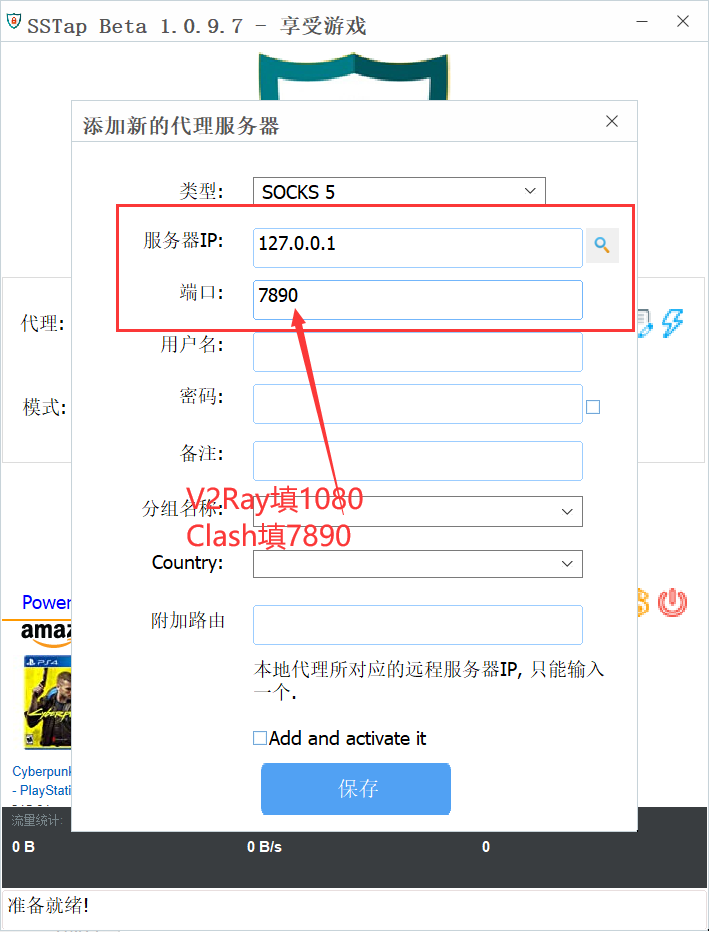 SSTap Beta 1.0.9.7 - 享受游戏
添加新的代理服务器
类型: SOCKS 5
服务器IP: 127.0.0.1
端口: 7890
代理:
用户名:
密码:
模式:
备注:
V2Ray填1080
分组名称:
Clash填7890
Country:
Power
$
amaz
附加路由
本地代理所对应的远程服务器IP, 只能输入
一个.
PS4
Cyberpunk
- PlayStati
Add and activate it
保存
流量统计:
0 B 0 B/s 0
准备就绪!